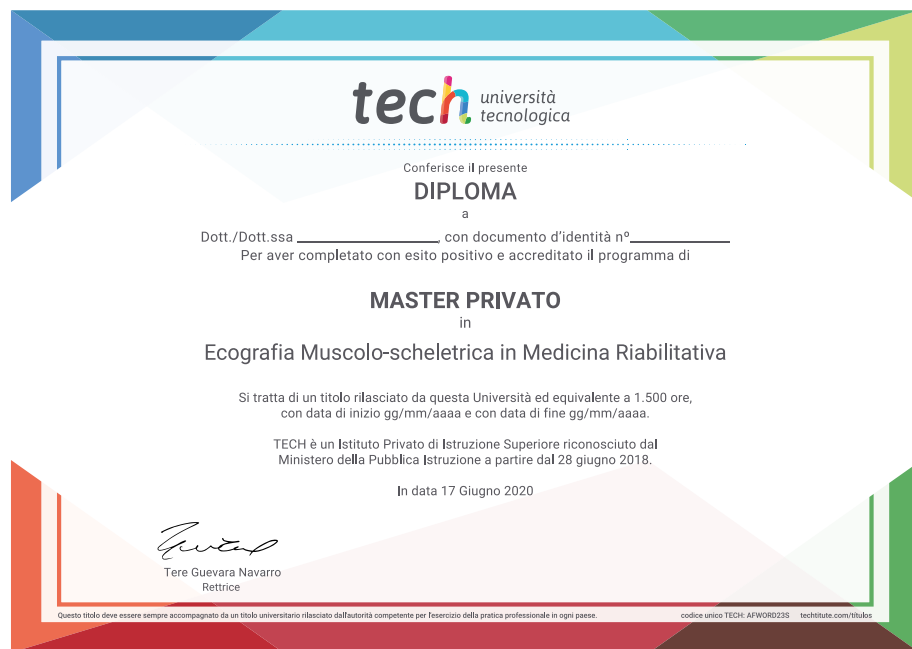 tech università
tecnologica
Conferisce il presente
DIPLOMA
a
Dott./Dott.ssa ____________, con documento d'identità nº____________
Per aver completato con esito positivo e accreditato il programma di
MASTER PRIVATO
in
Ecografia Muscolo-scheletrica in Medicina Riabilitativa
Si tratta di un titolo rilasciato da questa Università ed equivalente a 1.500 ore,
con data di inizio gg/mm/aaaa e con data di fine gg/mm/aaaa.
TECH è un Istituto Privato di Istruzione Superiore riconosciuto dal
Ministero della Pubblica Istruzione a partire dal 28 giugno 2018.
In data 17 Giugno 2020
Tere Guevara Navarro
Rettrice
Questo titolo deve essere sempre accompagnato da un titolo universitario rilasciato dall'autorità competente per l'esercizio della pratica professionale in ogni paese. codice unico TECH: AFWORD23S techtitute.com/títulos